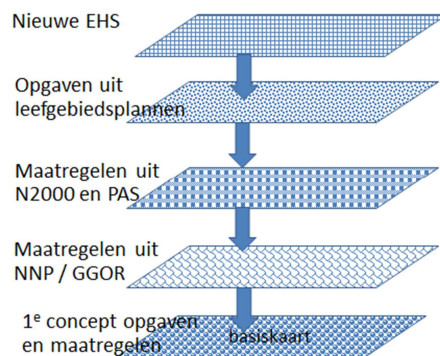 Nieuwe EHS
Opgaven uit
leefgebiedsplannen
Maatregelen uit
N2000 en PAS
Maatregelen uit
NNP / GGOR
1e concept opgaven
en maatregelen
basiskaart